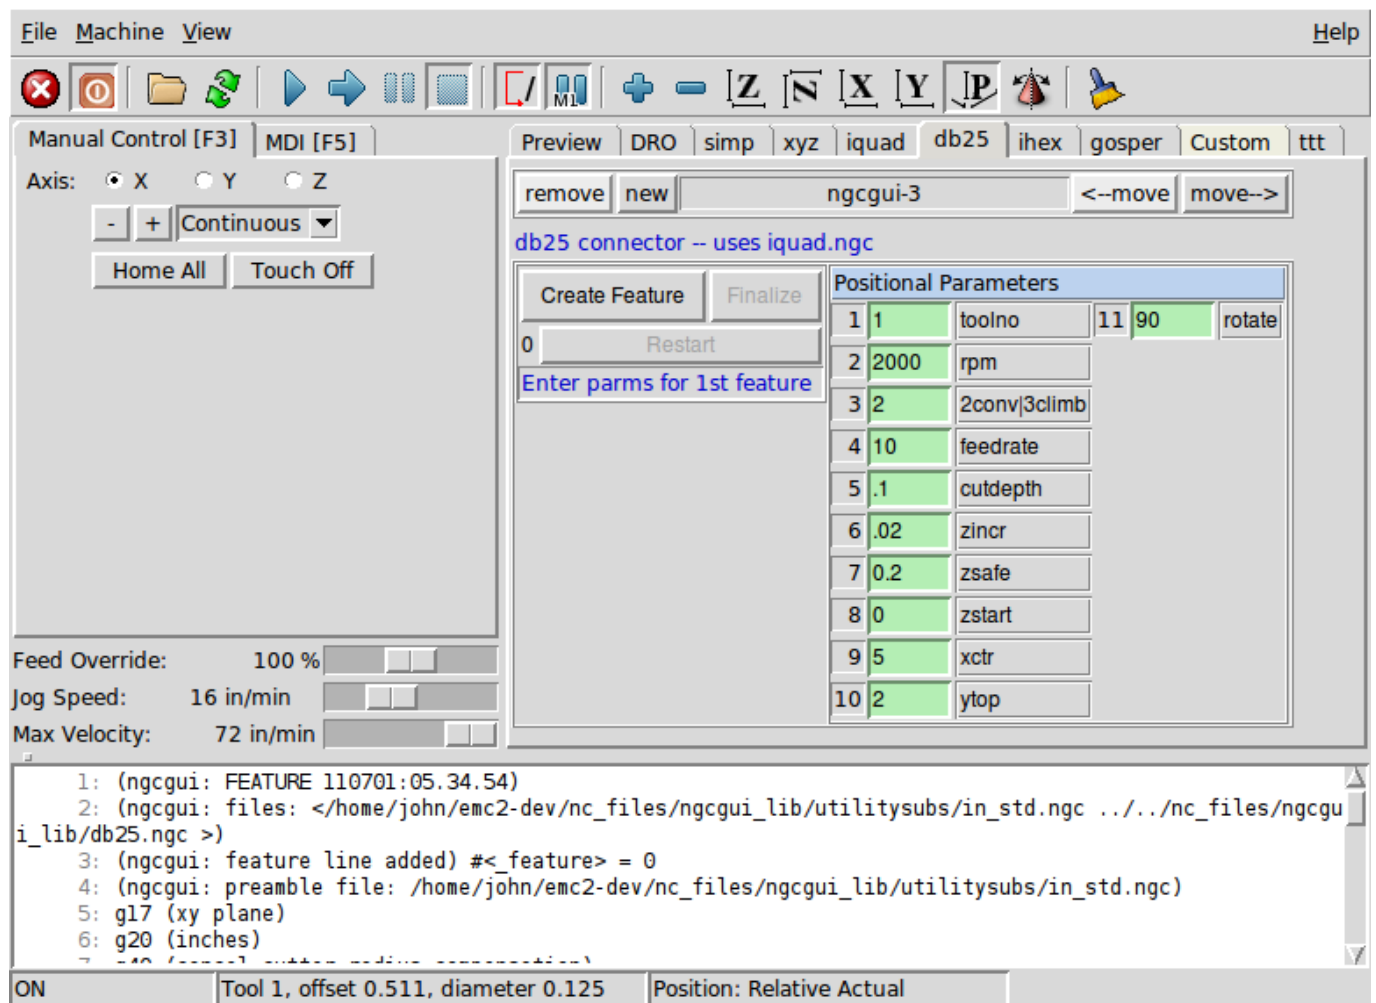 File Machine View Help
Z N X Y P
M1
Manual Control [F3] MDI [F5] Preview DRO simp xyz iquad db25 ihex gosper Custom ttt
Axis: X Y Z
- + Continuous
Home All Touch Off
remove new ngcgui-3 <--move move-->
db25 connector -- uses iquad.ngc
Create Feature Finalize
0 Restart
Enter parms for 1st feature
Positional Parameters
1 1 toolno 11 90 rotate
2 2000 rpm
3 2 2conv|3climb
4 10 feedrate
5 .1 cutdepth
6 .02 zincr
7 0.2 zsafe
8 0 zstart
9 5 xctr
10 2 ytop
Feed Override: 100 %
Jog Speed: 16 in/min
Max Velocity: 72 in/min
1: (ngcgui: FEATURE 110701:05.34.54)
2: (ngcgui: files: </home/john/emc2-dev/nc_files/ngcgui_lib/utilitysubs/in_std.ngc ../../nc_files/ngcgu
i_lib/db25.ngc >)
3: (ngcgui: feature line added) #<_feature> = 0
4: (ngcgui: preamble file: /home/john/emc2-dev/nc_files/ngcgui_lib/utilitysubs/in_std.ngc)
5: g17 (xy plane)
6: g20 (inches)
7: g40 (cancel cutter radius compensation)
ON Tool 1, offset 0.511, diameter 0.125 Position: Relative Actual